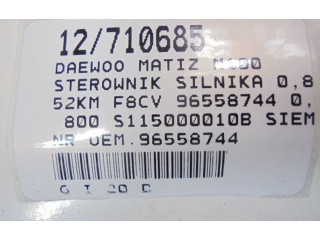 12/710685
DAEWOO MATIZ M100
STEROWNIK SILNIKA 0,8
52KM F8CV 96558744 0,
800 S115000010B SIEM
NR OEM.96558744
G I 20 D